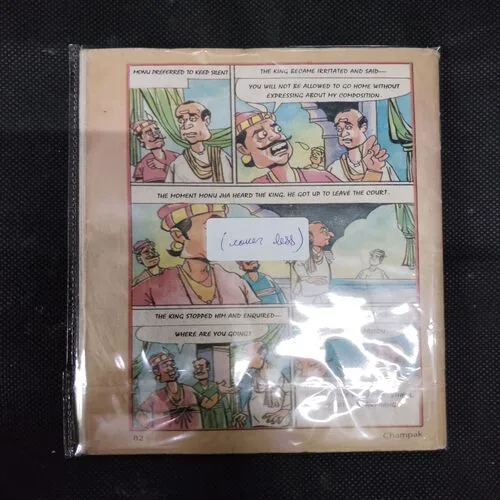 MONU PREFERRED TO KEEP SILENT
THE KING BECAME IRRITATED AND SAID—
YOU WILL NOT BE ALLOWED TO GO HOME WITHOUT
EXPRESSING ABOUT MY COMPOSITION.
THE MOMENT MONU JHA HEARD THE KING, HE GOT UP TO LEAVE THE COURT.
(cover less)
THE KING STOPPED HIM AND ENQUIRED—
WHERE ARE YOU GOING?
82
Champak